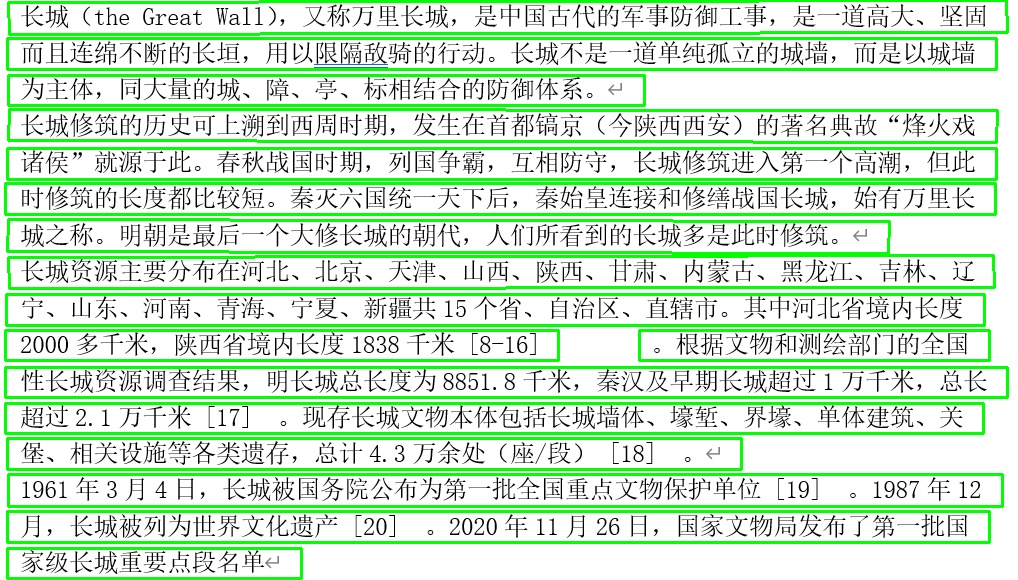 长城（the Great Wall），又称万里长城，是中国古代的军事防御工事，是一道高大、坚固
而且连绵不断的长垣，用以限隔敌骑的行动。长城不是一道单纯孤立的城墙，而是以城墙
为主体，同大量的城、障、亭、标相结合的防御体系。↵
长城修筑的历史可上溯到西周时期，发生在首都镐京（今陕西西安）的著名典故“烽火戏
诸侯”就源于此。春秋战国时期，列国争霸，互相防守，长城修筑进入第一个高潮，但此
时修筑的长度都比较短。秦灭六国统一天下后，秦始皇连接和修缮战国长城，始有万里长
城之称。明朝是最后一个大修长城的朝代，人们所看到的长城多是此时修筑。↵
长城资源主要分布在河北、北京、天津、山西、陕西、甘肃、内蒙古、黑龙江、吉林、辽
宁、山东、河南、青海、宁夏、新疆共 15 个省、自治区、直辖市。其中河北省境内长度
2000 多千米，陕西省境内长度 1838 千米［8-16］ 。根据文物和测绘部门的全国
性长城资源调查结果，明长城总长度为 8851.8 千米，秦汉及早期长城超过 1 万千米，总长
超过 2.1 万千米［17］ 。现存长城文物本体包括长城墙体、壕堑、界壕、单体建筑、关
堡、相关设施等各类遗存，总计 4.3 万余处（座/段）［18］ 。↵
1961 年 3 月 4 日，长城被国务院公布为第一批全国重点文物保护单位［19］ 。1987 年 12
月，长城被列为世界文化遗产［20］ 。2020 年 11 月 26 日，国家文物局发布了第一批国
家级长城重要点段名单↵